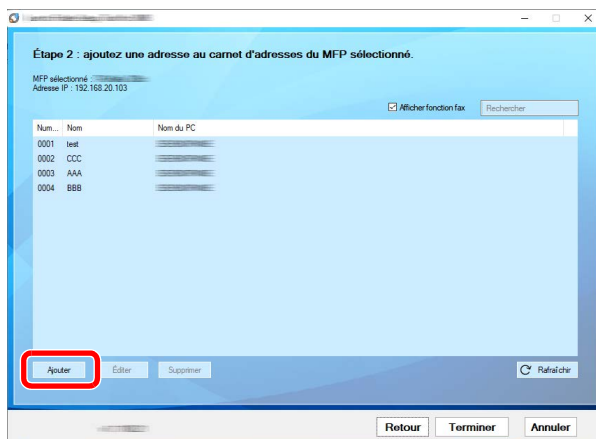 Étape 2 : ajoutez une adresse au carnet d'adresses du MFP sélectionné.
MFP sélectionné :
Adresse IP : 192.168.20.103
Afficher fonction fax
Rechercher
Num... Nom Nom du PC
0001 test
0002 CCC
0003 AAA
0004 BBB
Ajouter Éditer Supprimer Rafraîchir
Retour Terminer Annuler